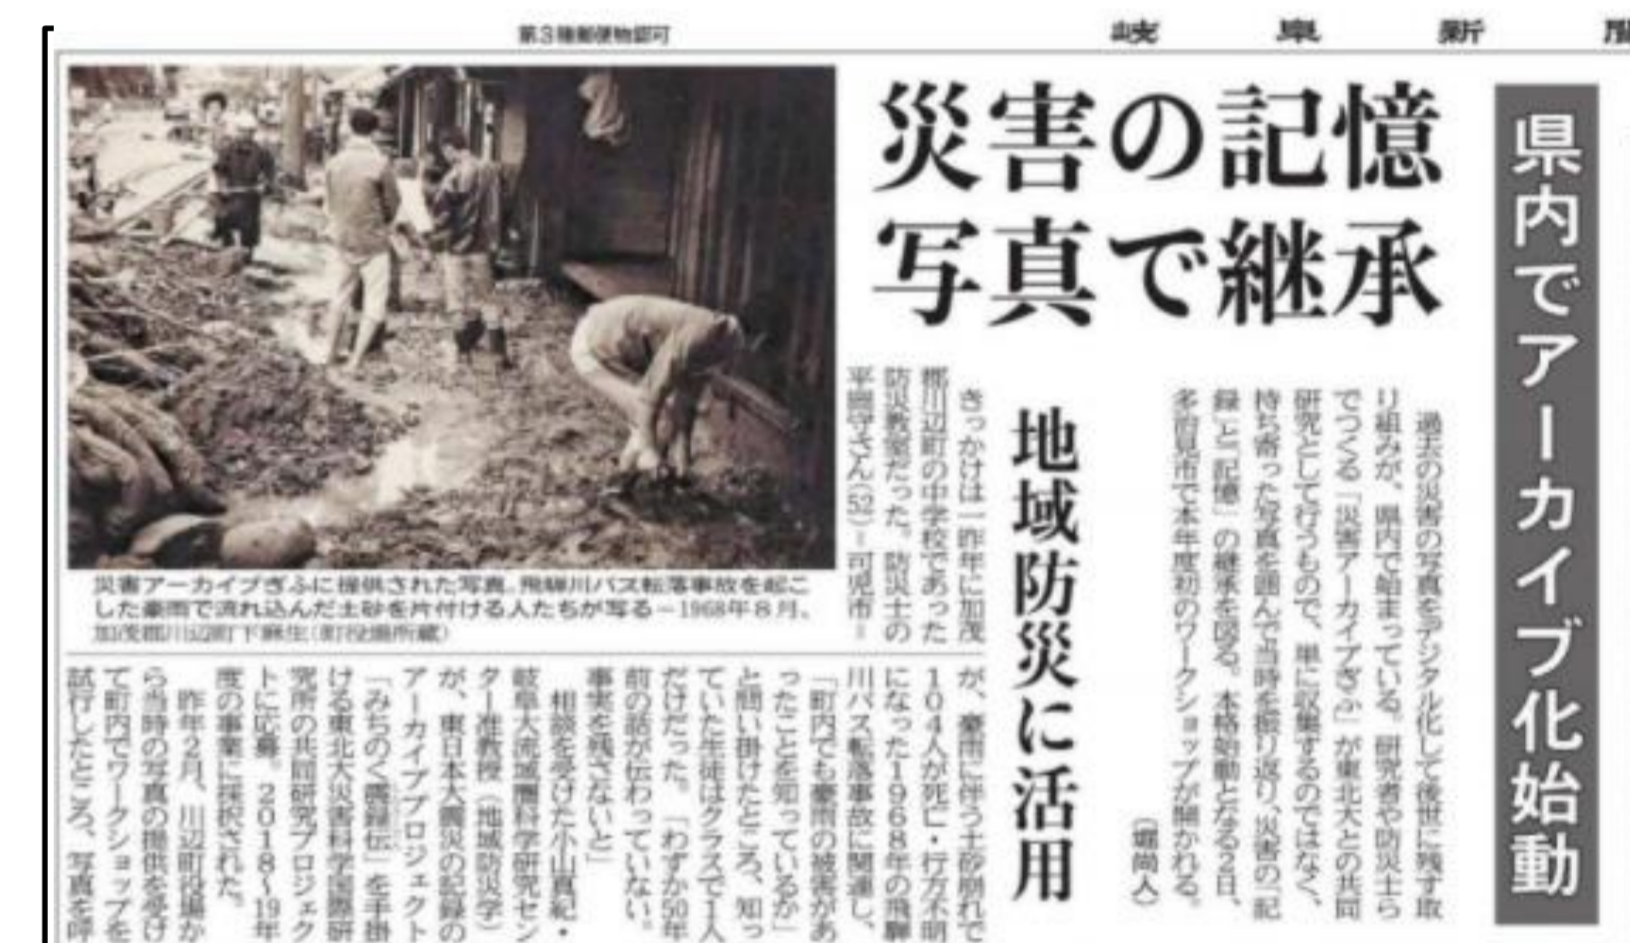 第3種郵便物認可
岐阜新聞
県内でアーカイブ化始動
災害の記憶
写真で継承
地域防災に活用
過去の災害の写真をデジタル化して後世に残す取
り組みが、県内で始まっている。研究者や防災士ら
でつくる「災害アーカイブぎふ」が東北大との共同
研究として行うもので、単に収集するのではなく、
持ち寄った写真を囲んで当時を振り返り、災害の「記
録」と「記憶」の継承を図る。本格始動となる2日、
多治見市で本年度初のワークショップが開かれる。
(堀尚人)
きっかけは一昨年に加茂
郡川辺町の中学校であった
防災教室だった。防災士の
平岡守さん(52)=可児市=
が、豪雨に伴う土砂崩れで
104人が死亡・行方不明
になった1968年の飛騨
川バス転落事故に関連し、
「町内でも豪雨の被害があ
ったことを知っているか」
と問い掛けたところ、知っ
ていた生徒はクラスで1人
だけだった。「わずか50年
前の話が伝わっていない。
事実を残さないと」
相談を受けた小山真紀・
岐阜大流域圏科学研究セン
ター准教授(地域防災学)
が、東日本大震災の記録の
アーカイブプロジェクト
「みちのく震録伝」を手掛
ける東北大災害科学国際研
究所の共同研究プロジェク
トに応募。2018〜19年
度の事業に採択された。
昨年2月、川辺町役場か
ら当時の写真の提供を受け
て町内でワークショップを
試行したところ、写真を呼
災害アーカイブぎふに提供された写真。飛騨川バス転落事故を起こ
した豪雨で流れ込んだ土砂を片付ける人たちが写る=1968年8月、
加茂郡川辺町下麻生(町役場所蔵)